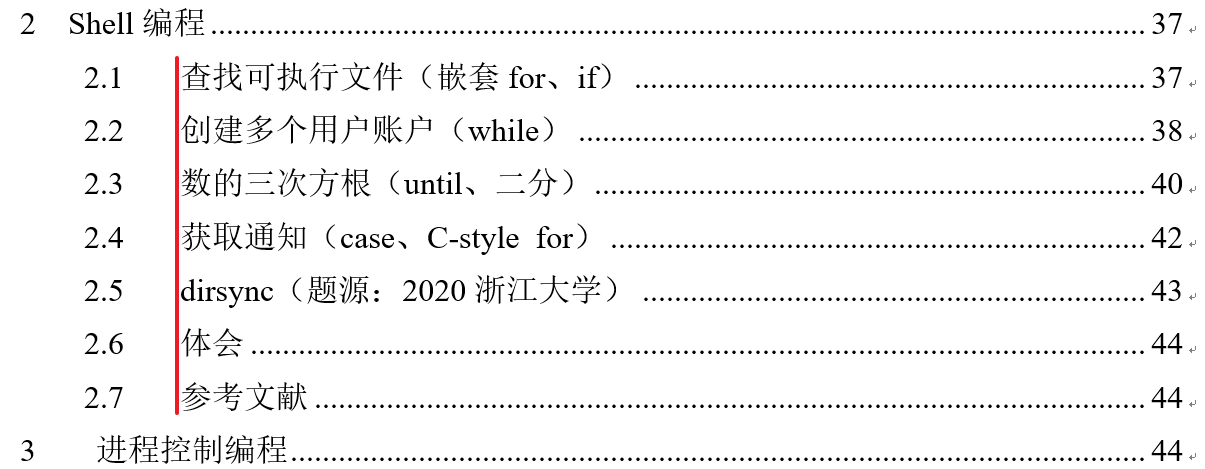 2 Shell 编程 ........ 37
2.1 查找可执行文件（嵌套 for、if） ........ 37
2.2 创建多个用户账户（while） ........ 38
2.3 数的三次方根（until、二分） ........ 40
2.4 获取通知（case、C-style for） ........ 42
2.5 dirsync（题源：2020 浙江大学） ........ 43
2.6 体会 ........ 44
2.7 参考文献 ........ 44
3 进程控制编程 ........ 44